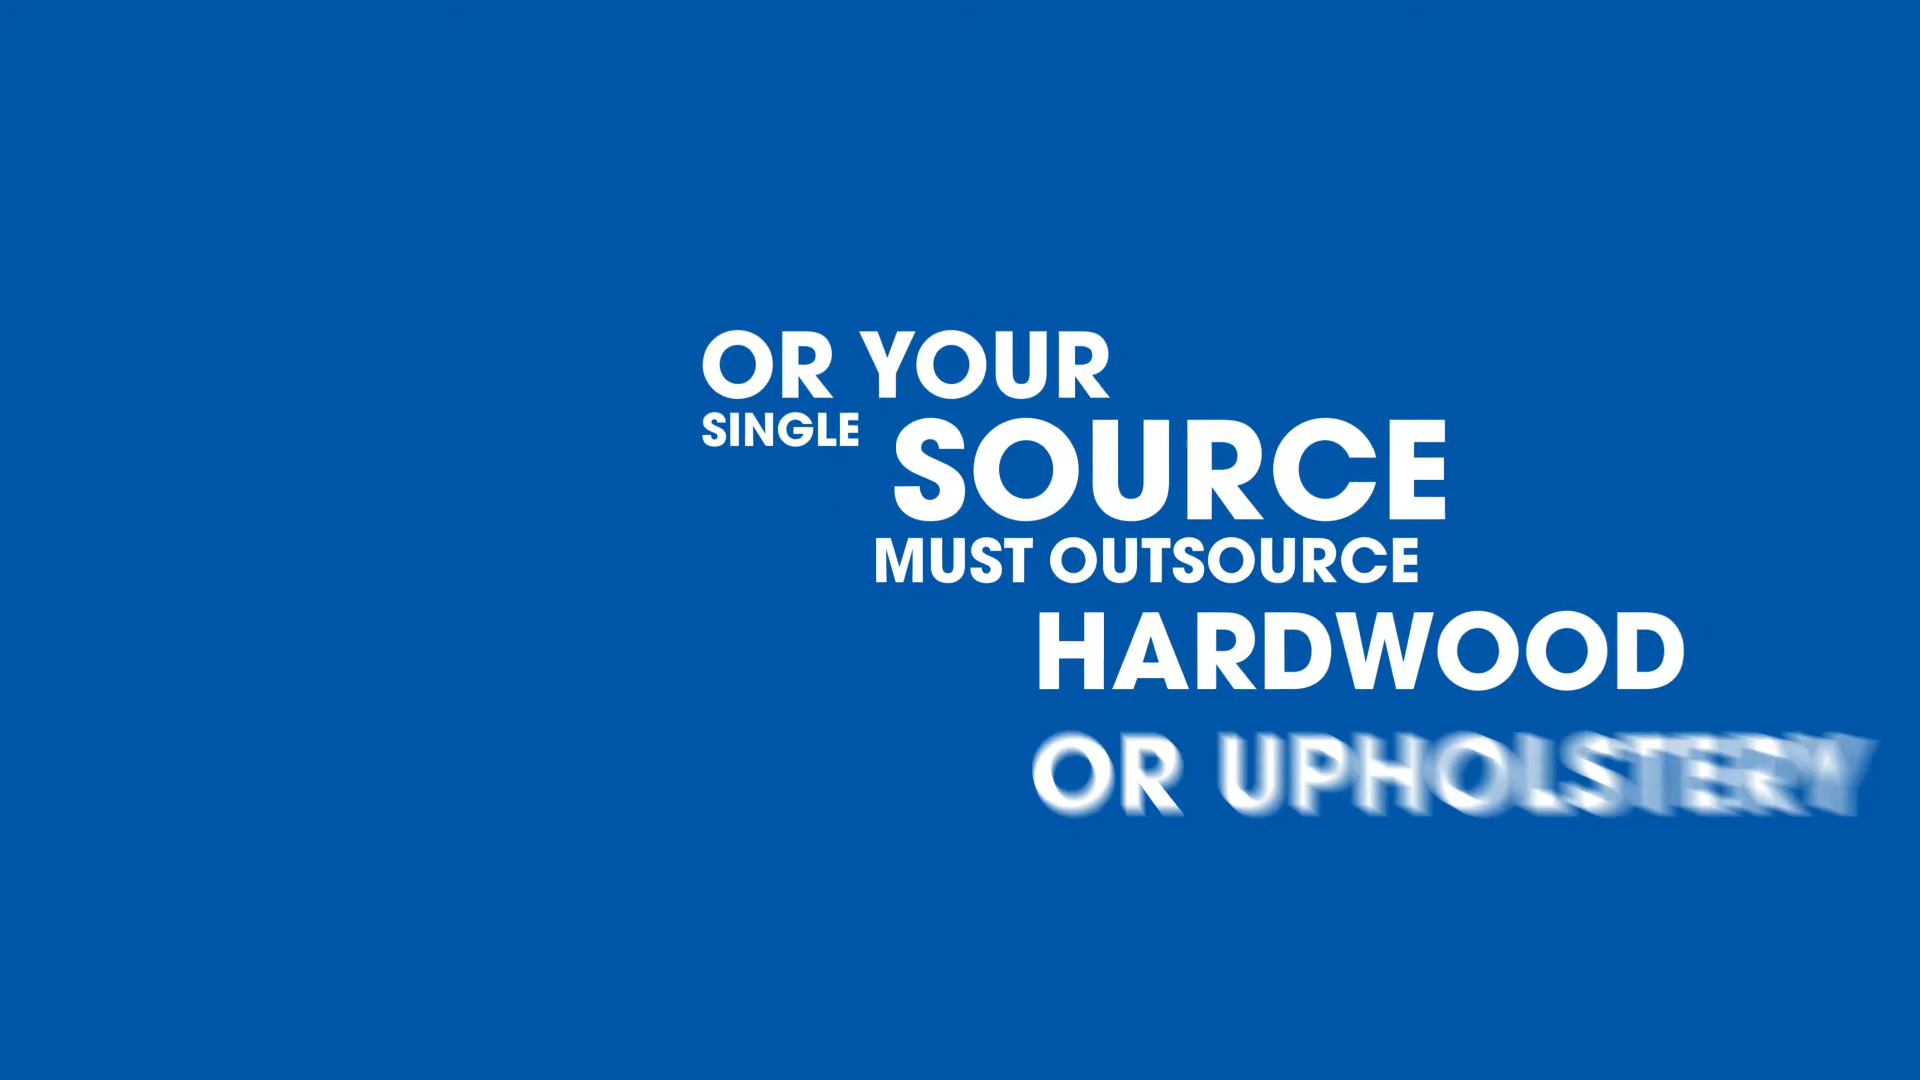 OR YOUR
SINGLE SOURCE
MUST OUTSOURCE
HARDWOOD
OR UPHOLSTERY